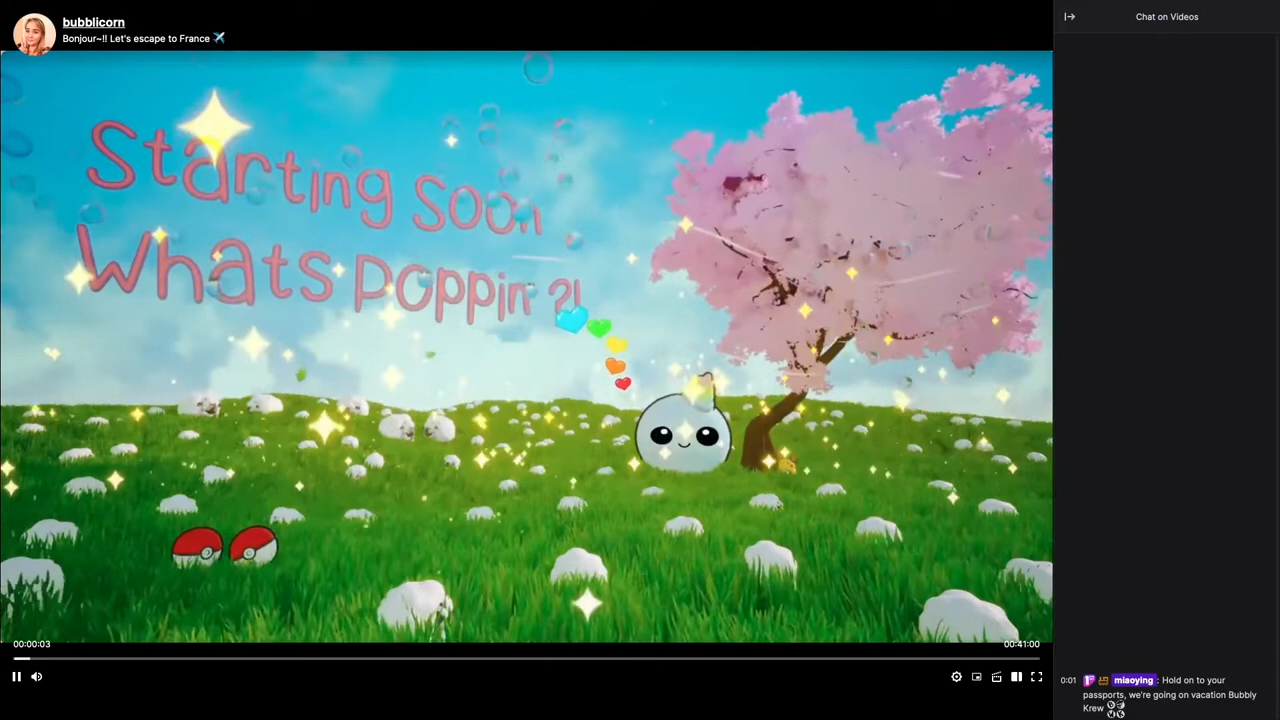 bubblicorn
Bonjour~!! Let's escape to France
Chat on Videos
Starting Soon
Whats Poppin ?!
00:00:03
00:41:00
0:01 miaoying: Hold on to your
passports, we're going on vacation Bubbly
Krew